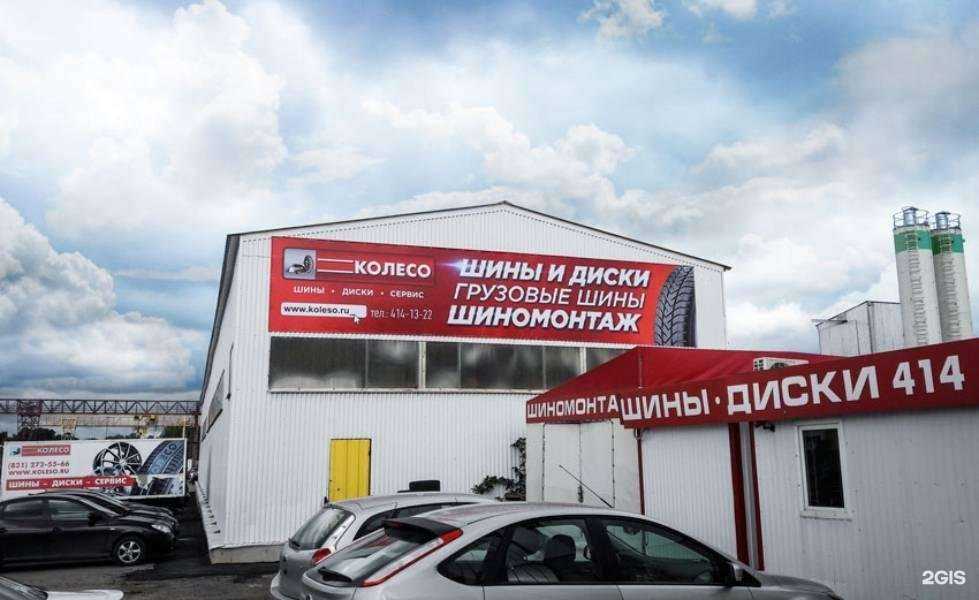 КОЛЕСО
ШИНЫ • ДИСКИ • СЕРВИС
www.koleso.ru
тел.: 414-13-22
ШИНЫ И ДИСКИ
ГРУЗОВЫЕ ШИНЫ
ШИНОМОНТАЖ
ШИНОМОНТА
ШИНЫ • ДИСКИ 414
КОЛЕСО
(831) 272-55-66
WWW.KOLESO.RU
ШИНЫ - ДИСКИ - СЕРВИС
2GIS